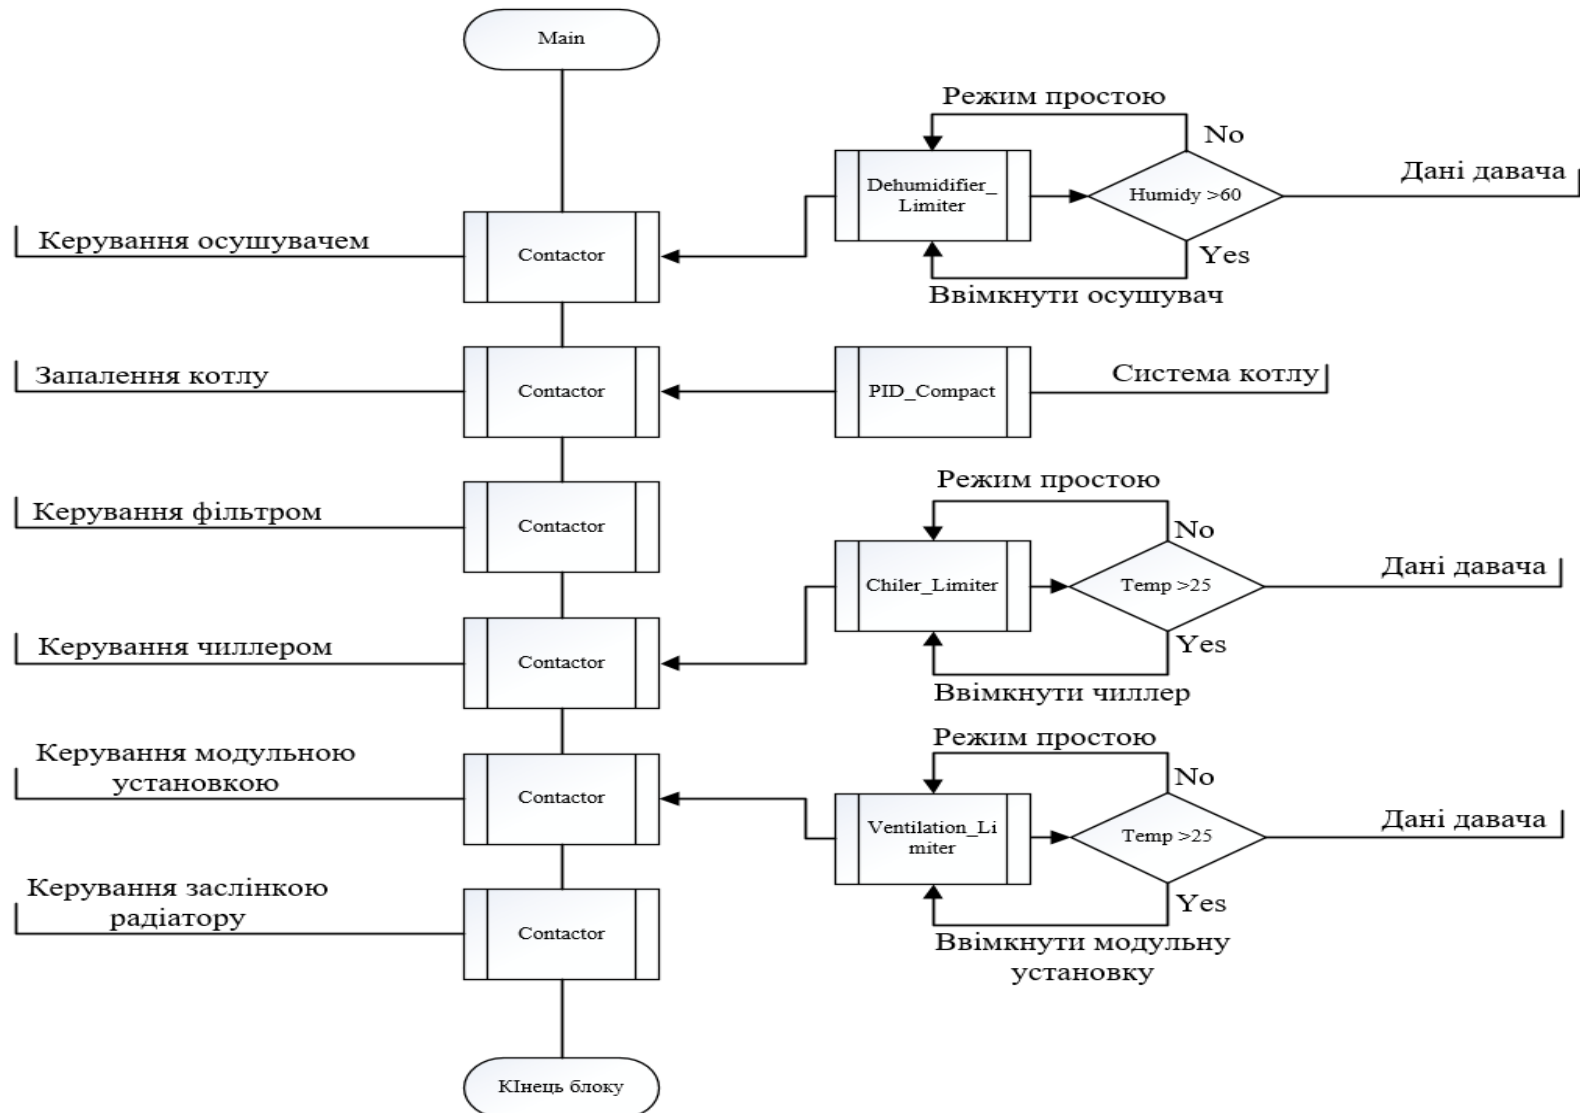 Main
Режим простою
No
Дані давача
Dehumidifier_
Limiter
Humidy >60
Керування осушувачем
Contactor
Yes
Ввімкнути осушувач
Запалення котлу
Contactor
PID_Compact
Система котлу
Режим простою
Керування фільтром
Contactor
No
Дані давача
Chiler_Limiter
Temp >25
Керування чиллером
Contactor
Yes
Ввімкнути чиллер
Керування модульною
установкою
Contactor
Режим простою
No
Дані давача
Ventilation_Li
miter
Temp >25
Керування заслінкою
радіатору
Contactor
Yes
Ввімкнути модульну
установку
КІнець блоку